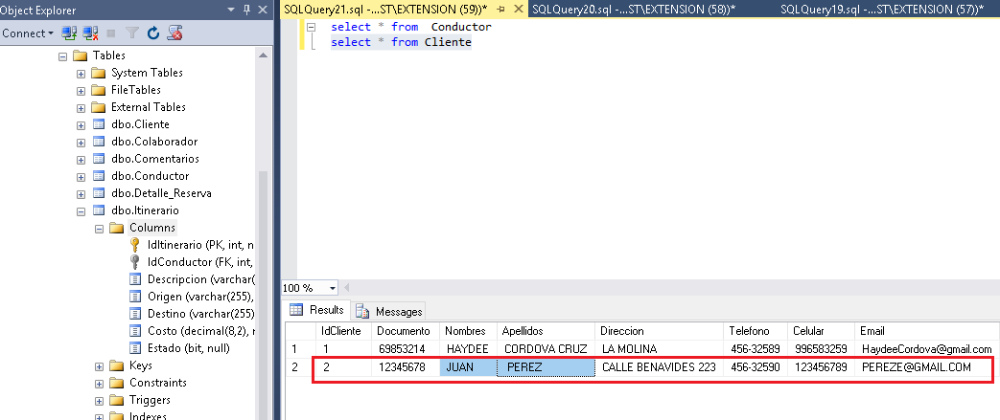 Object Explorer
Connect
Tables
System Tables
FileTables
External Tables
dbo.Cliente
dbo.Colaborador
dbo.Comentarios
dbo.Conductor
dbo.Detalle_Reserva
dbo.Itinerario
Columns
IdItinerario (PK, int, n
IdConductor (FK, int,
Descripcion (varchar(
Origen (varchar(255),
Destino (varchar(255)
Costo (decimal(8,2), n
Estado (bit, null)
Keys
Constraints
Triggers
Indexes
SQLQuery21.sql -...ST\EXTENSION (59))* SQLQuery20.sql -...ST\EXTENSION (58))* SQLQuery19.sql -...ST\EXTENSION (57))*
select * from Conductor
select * from Cliente
100 %
Results Messages
IdCliente Documento Nombres Apellidos Direccion Telefono Celular Email
1 1 69853214 HAYDEE CORDOVA CRUZ LA MOLINA 456-32589 996583259 HaydeeCordova@gmail.com
2 2 12345678 JUAN PEREZ CALLE BENAVIDES 223 456-32590 123456789 PEREZE@GMAIL.COM